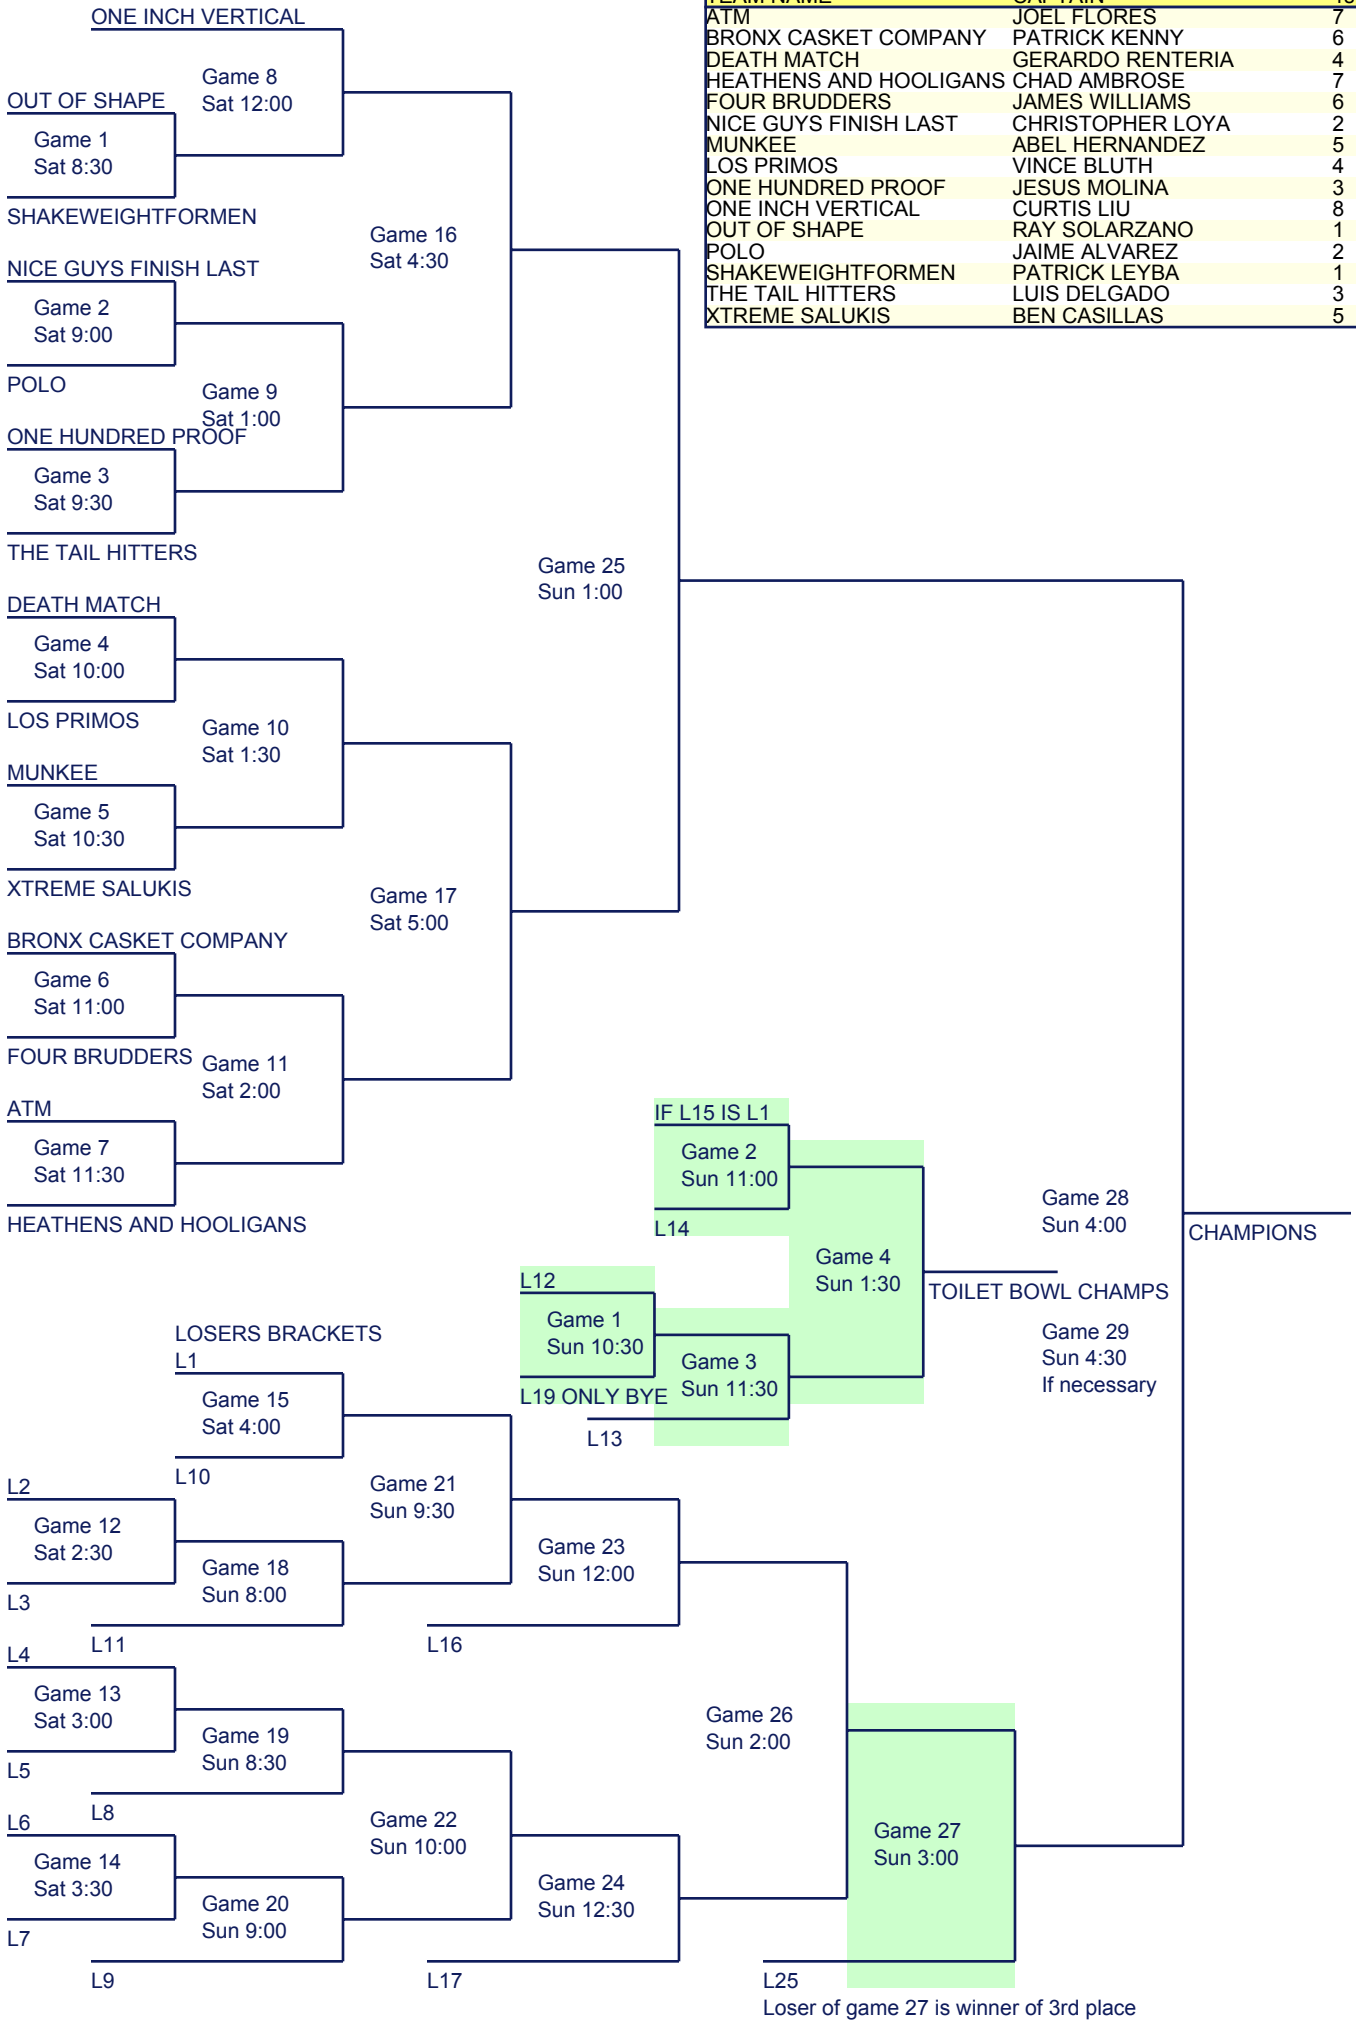 ONE INCH VERTICAL
Game 8
Sat 12:00
OUT OF SHAPE
Game 1
Sat 8:30
SHAKEWEIGHTFORMEN
Game 16
Sat 4:30
NICE GUYS FINISH LAST
Game 2
Sat 9:00
POLO
Game 9
Sat 1:00
ONE HUNDRED PROOF
Game 3
Sat 9:30
THE TAIL HITTERS
Game 25
Sun 1:00
DEATH MATCH
Game 4
Sat 10:00
LOS PRIMOS
Game 10
Sat 1:30
MUNKEE
Game 5
Sat 10:30
XTREME SALUKIS
Game 17
Sat 5:00
BRONX CASKET COMPANY
Game 6
Sat 11:00
FOUR BRUDDERS
Game 11
Sat 2:00
ATM
Game 7
Sat 11:30
HEATHENS AND HOOLIGANS
ATM JOEL FLORES 7
BRONX CASKET COMPANY PATRICK KENNY 6
DEATH MATCH GERARDO RENTERIA 4
HEATHENS AND HOOLIGANS CHAD AMBROSE 7
FOUR BRUDDERS JAMES WILLIAMS 6
NICE GUYS FINISH LAST CHRISTOPHER LOYA 2
MUNKEE ABEL HERNANDEZ 5
LOS PRIMOS VINCE BLUTH 4
ONE HUNDRED PROOF JESUS MOLINA 3
ONE INCH VERTICAL CURTIS LIU 8
OUT OF SHAPE RAY SOLARZANO 1
POLO JAIME ALVAREZ 2
SHAKEWEIGHTFORMEN PATRICK LEYBA 1
THE TAIL HITTERS LUIS DELGADO 3
XTREME SALUKIS BEN CASILLAS 5
IF L15 IS L1
Game 2
Sun 11:00
L14
Game 4
Sun 1:30
L12
Game 1
Sun 10:30
L19 ONLY BYE
Game 3
Sun 11:30
L13
TOILET BOWL CHAMPS
Game 28
Sun 4:00
CHAMPIONS
Game 29
Sun 4:30
If necessary
LOSERS BRACKETS
L1
Game 15
Sat 4:00
L10
Game 21
Sun 9:30
L2
Game 12
Sat 2:30
L3
Game 18
Sun 8:00
L11
Game 23
Sun 12:00
L16
L4
Game 13
Sat 3:00
L5
Game 19
Sun 8:30
L8
Game 26
Sun 2:00
L6
Game 14
Sat 3:30
L7
Game 22
Sun 10:00
Game 20
Sun 9:00
L9
Game 24
Sun 12:30
L17
Game 27
Sun 3:00
L25
Loser of game 27 is winner of 3rd place